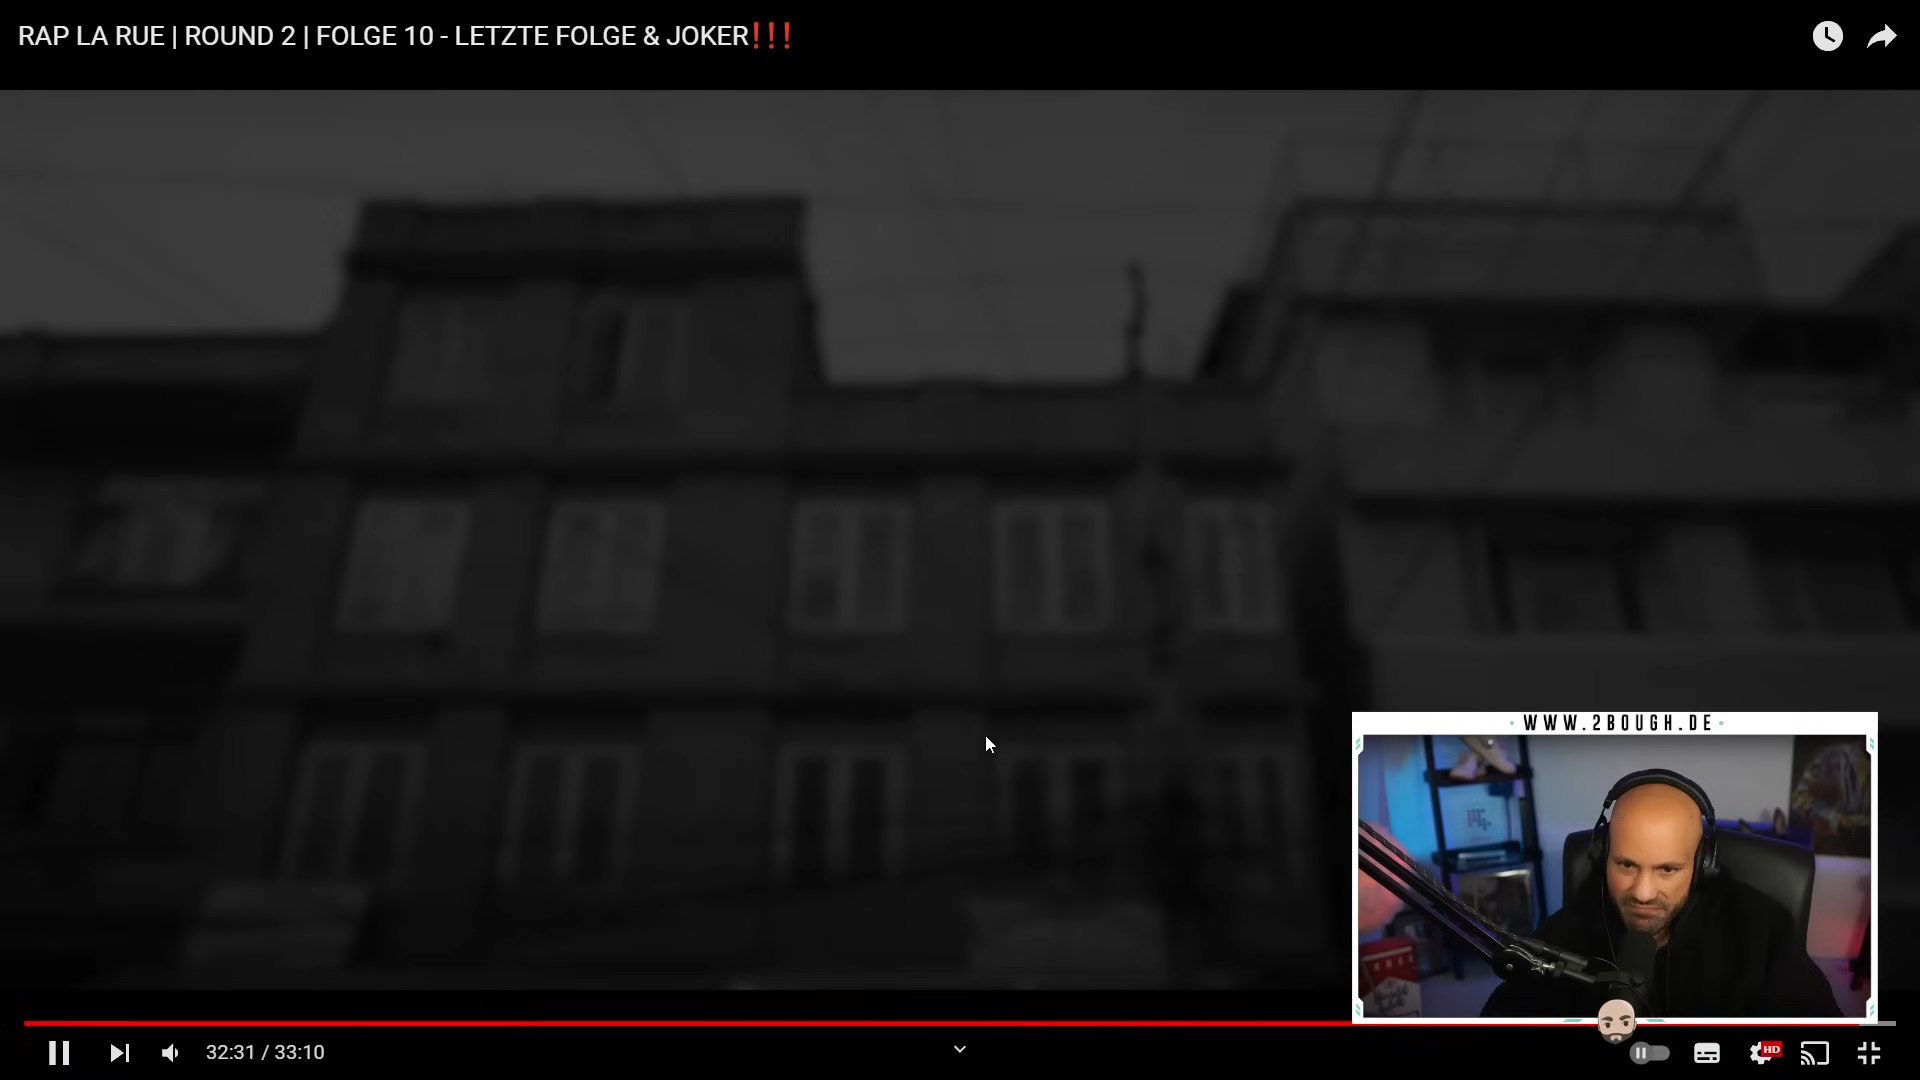 RAP LA RUE | ROUND 2 | FOLGE 10 - LETZTE FOLGE & JOKER❗❗❗
WWW.2BOUGH.DE
32:31 / 33:10
HD